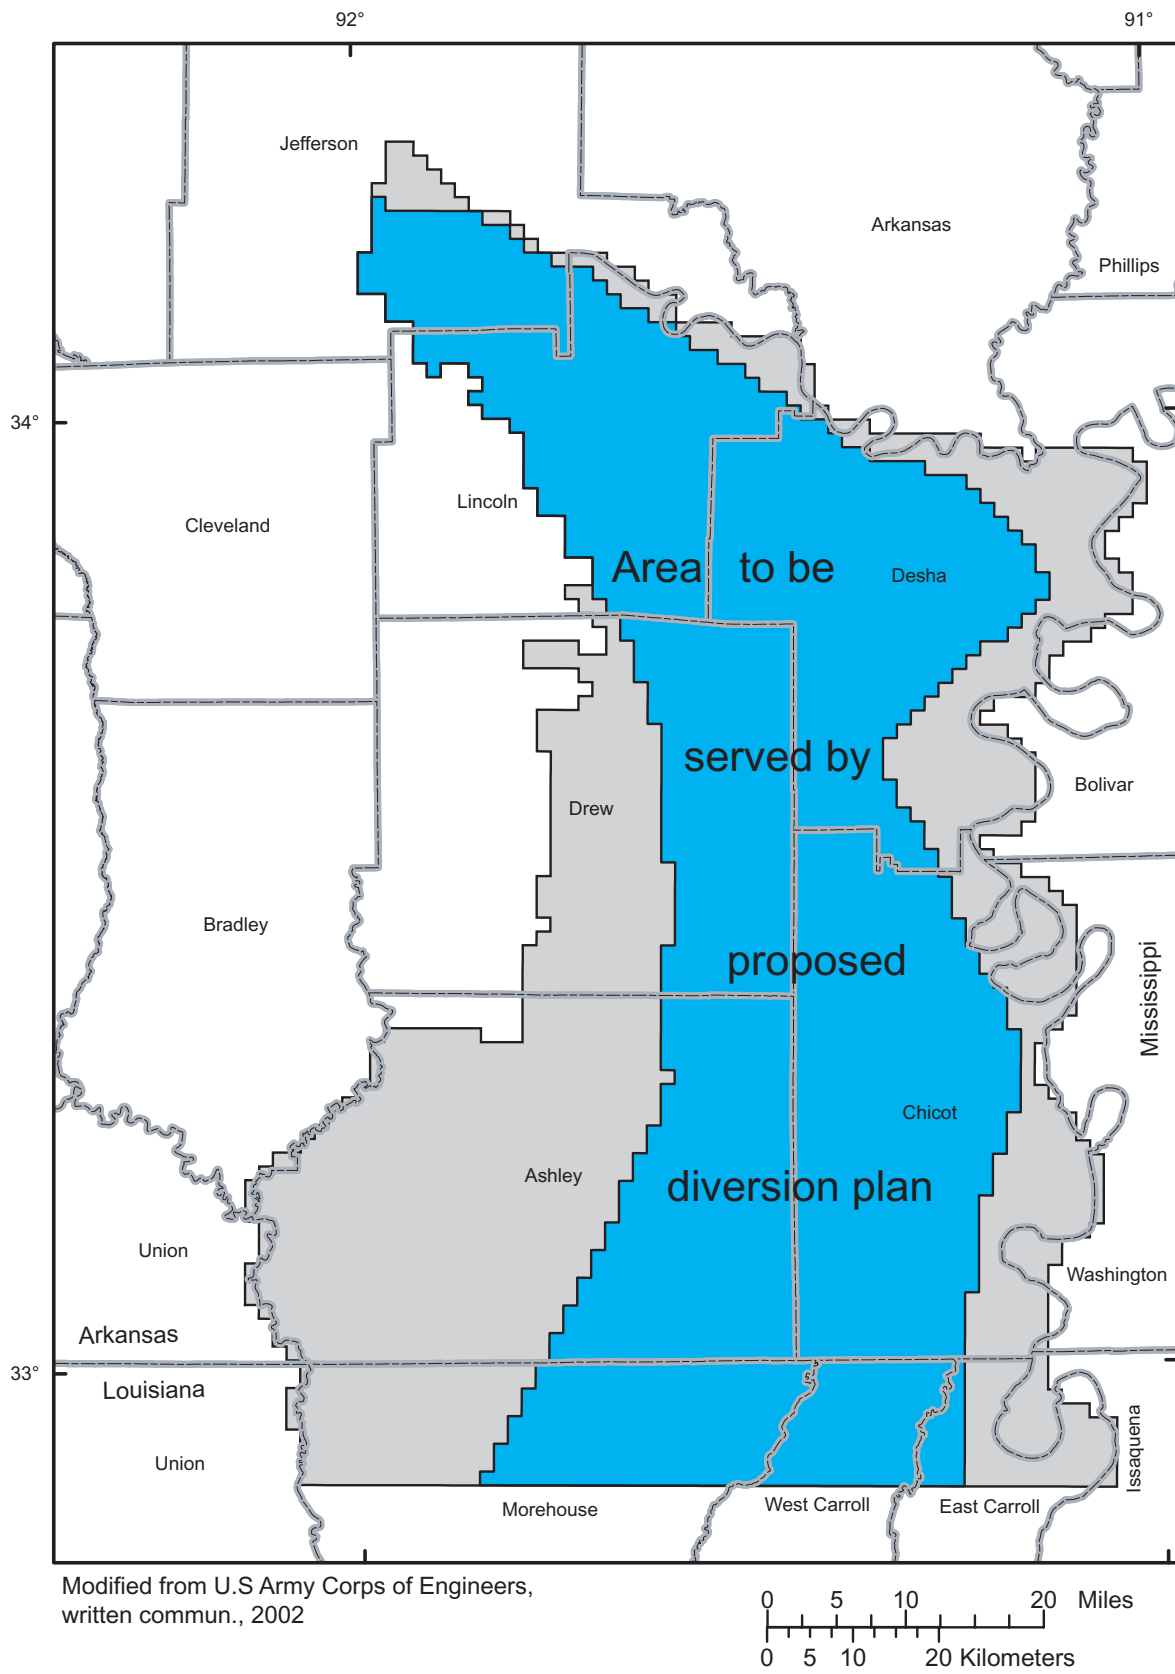 92° 91°
Jefferson
Arkansas
Phillips
34°
Lincoln
Cleveland
Area to be
Desha
served by
Bolivar
Drew
Bradley
proposed
Mississippi
Chicot
Ashley
diversion plan
Union
Washington
Arkansas
33°
Louisiana
Issaquena
Union
Morehouse
West Carroll
East Carroll
Modified from U.S Army Corps of Engineers,
written commun., 2002
0 5 10 20 Miles
0 5 10 20 Kilometers